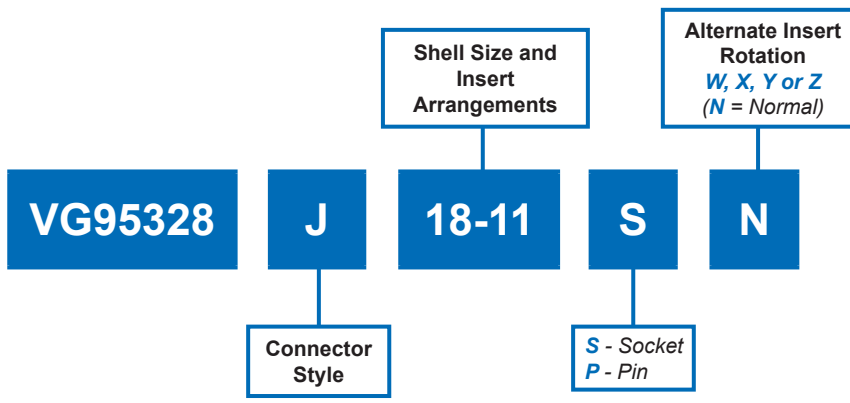 Shell Size and
Insert
Arrangements
Alternate Insert
Rotation
W, X, Y or Z
(N = Normal)
VG95328 J 18-11 S N
Connector
Style
S - Socket
P - Pin